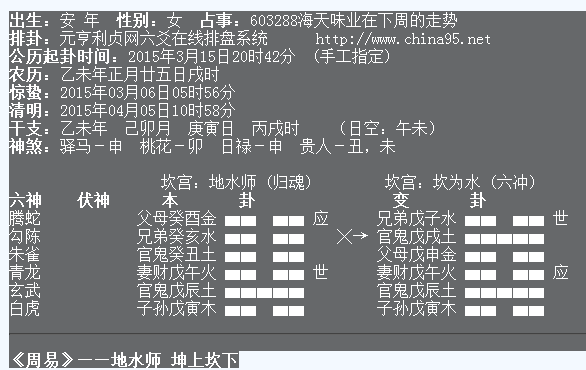 出生：安 年 性别：女 占事：603288海天味业在下周的走势
排卦：元亨利贞网六爻在线排盘系统 http://www.china95.net
公历起卦时间：2015年3月15日20时42分 (手工指定)
农历：乙未年正月廿五日戌时
惊蛰：2015年03月06日05时56分
清明：2015年04月05日10时58分
干支：乙未年 己卯月 庚寅日 丙戌时 （日空：午未）
神煞：驿马－申 桃花－卯 日禄－申 贵人－丑，未
坎宫：地水师 (归魂) 坎宫：坎为水 (六冲)
六神 伏神 本 卦 变 卦
腾蛇 父母癸酉金 应 兄弟戊子水 世
勾陈 兄弟癸亥水 ╳→ 官鬼戊戌土
朱雀 官鬼癸丑土 父母戊申金
青龙 妻财戊午火 世 妻财戊午火 应
玄武 官鬼戊辰土 官鬼戊辰土
白虎 子孙戊寅木 子孙戊寅木
《周易》——地水师 坤上坎下